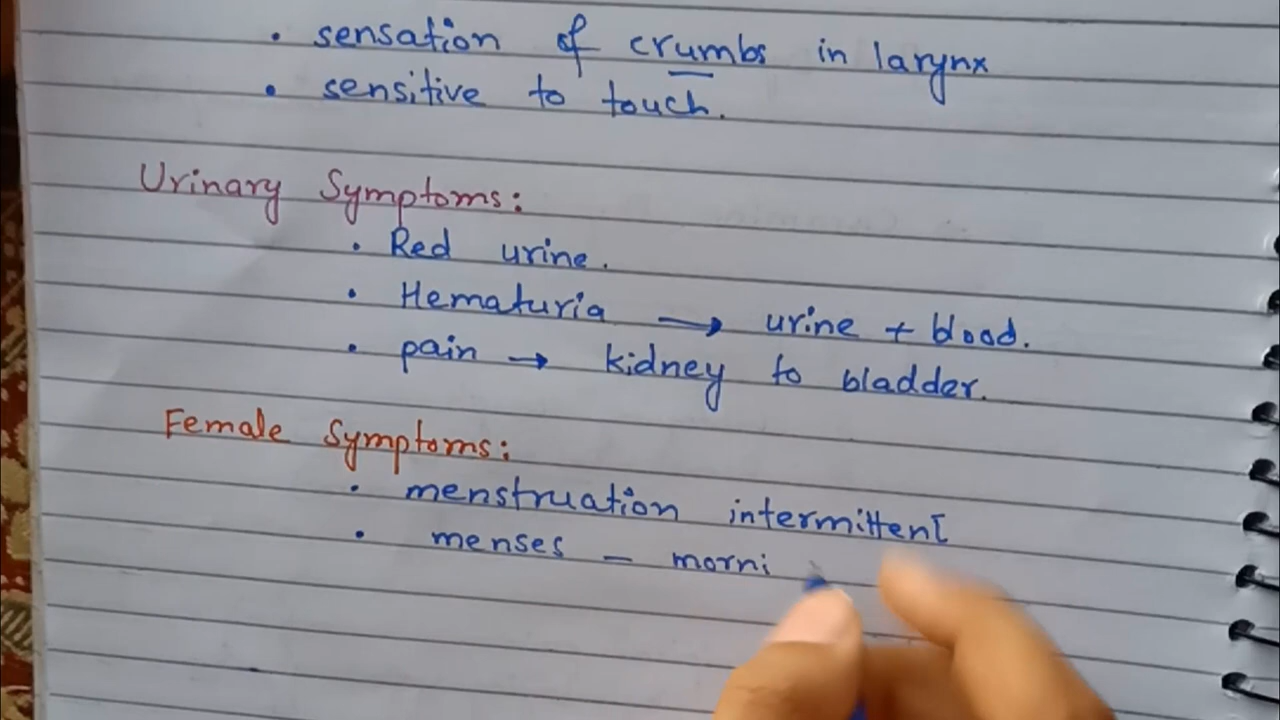 • sensation of crumbs in larynx
• sensitive to touch.
Urinary Symptoms:
• Red urine.
• Hematuria → urine + blood.
• pain → kidney to bladder.
Female Symptoms:
• menstruation intermittent
• menses – morni